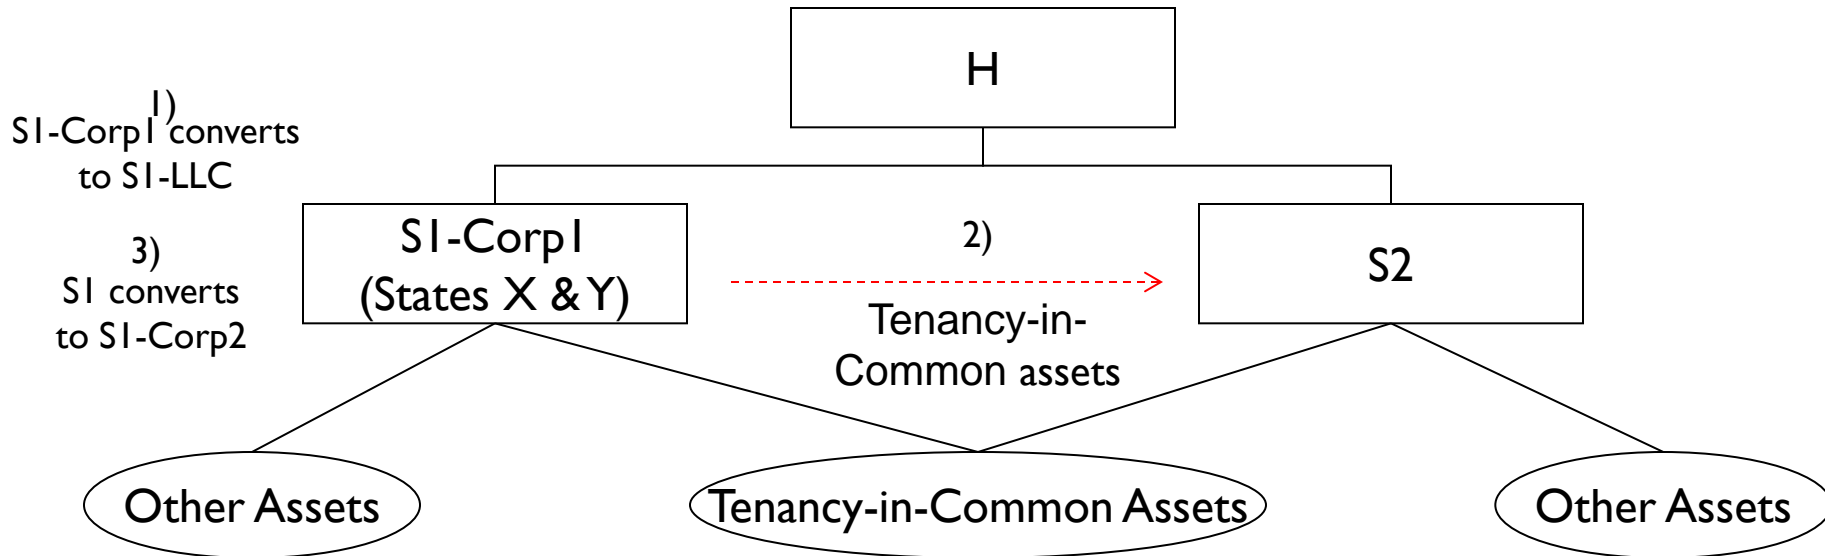 H
1)
S1-Corp1 converts
to S1-LLC
3)
S1 converts
to S1-Corp2
S1-Corp1
(States X & Y)
2)
Tenancy-in-
Common assets
S2
Other Assets
Tenancy-in-Common Assets
Other Assets